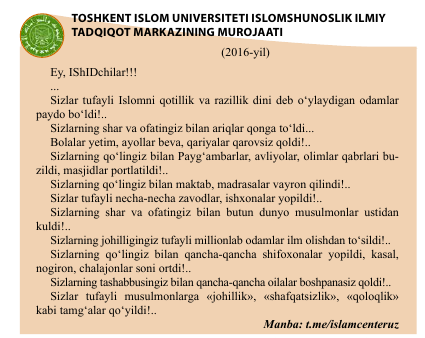 TOSHKENT ISLOM UNIVERSITETI ISLOMSHUNOSLIK ILMIY
TADQIQOT MARKAZINING MUROJAATI
(2016-yil)
Ey, IShIDchilar!!!
...
Sizlar tufayli Islomni qotillik va razillik dini deb o‘ylaydigan odamlar
paydo bo‘ldi!..
Sizlarning shar va ofatingiz bilan ariqlar qonga to‘ldi...
Bolalar yetim, ayollar beva, qariyalar qarovsiz qoldi!..
Sizlarning qo‘lingiz bilan Payg‘ambarlar, avliyolar, olimlar qabrlari bu-
zildi, masjidlar portlatildi!..
Sizlarning qo‘lingiz bilan maktab, madrasalar vayron qilindi!..
Sizlar tufayli necha-necha zavodlar, ishxonalar yopildi!..
Sizlarning shar va ofatingiz bilan butun dunyo musulmonlar ustidan
kuldi!..
Sizlarning johilligingiz tufayli millionlab odamlar ilm olishdan to‘sildi!..
Sizlarning qo‘lingiz bilan qancha-qancha shifoxonalar yopildi, kasal,
nogiron, chalajonlar soni ortdi!..
Sizlarning tashabbusingiz bilan qancha-qancha oilalar boshpanasiz qoldi!..
Sizlar tufayli musulmonlarga «johillik», «shafqatsizlik», «qoloqlik»
kabi tamg‘alar qo‘yildi!..
Manba: t.me/islamcenteruz